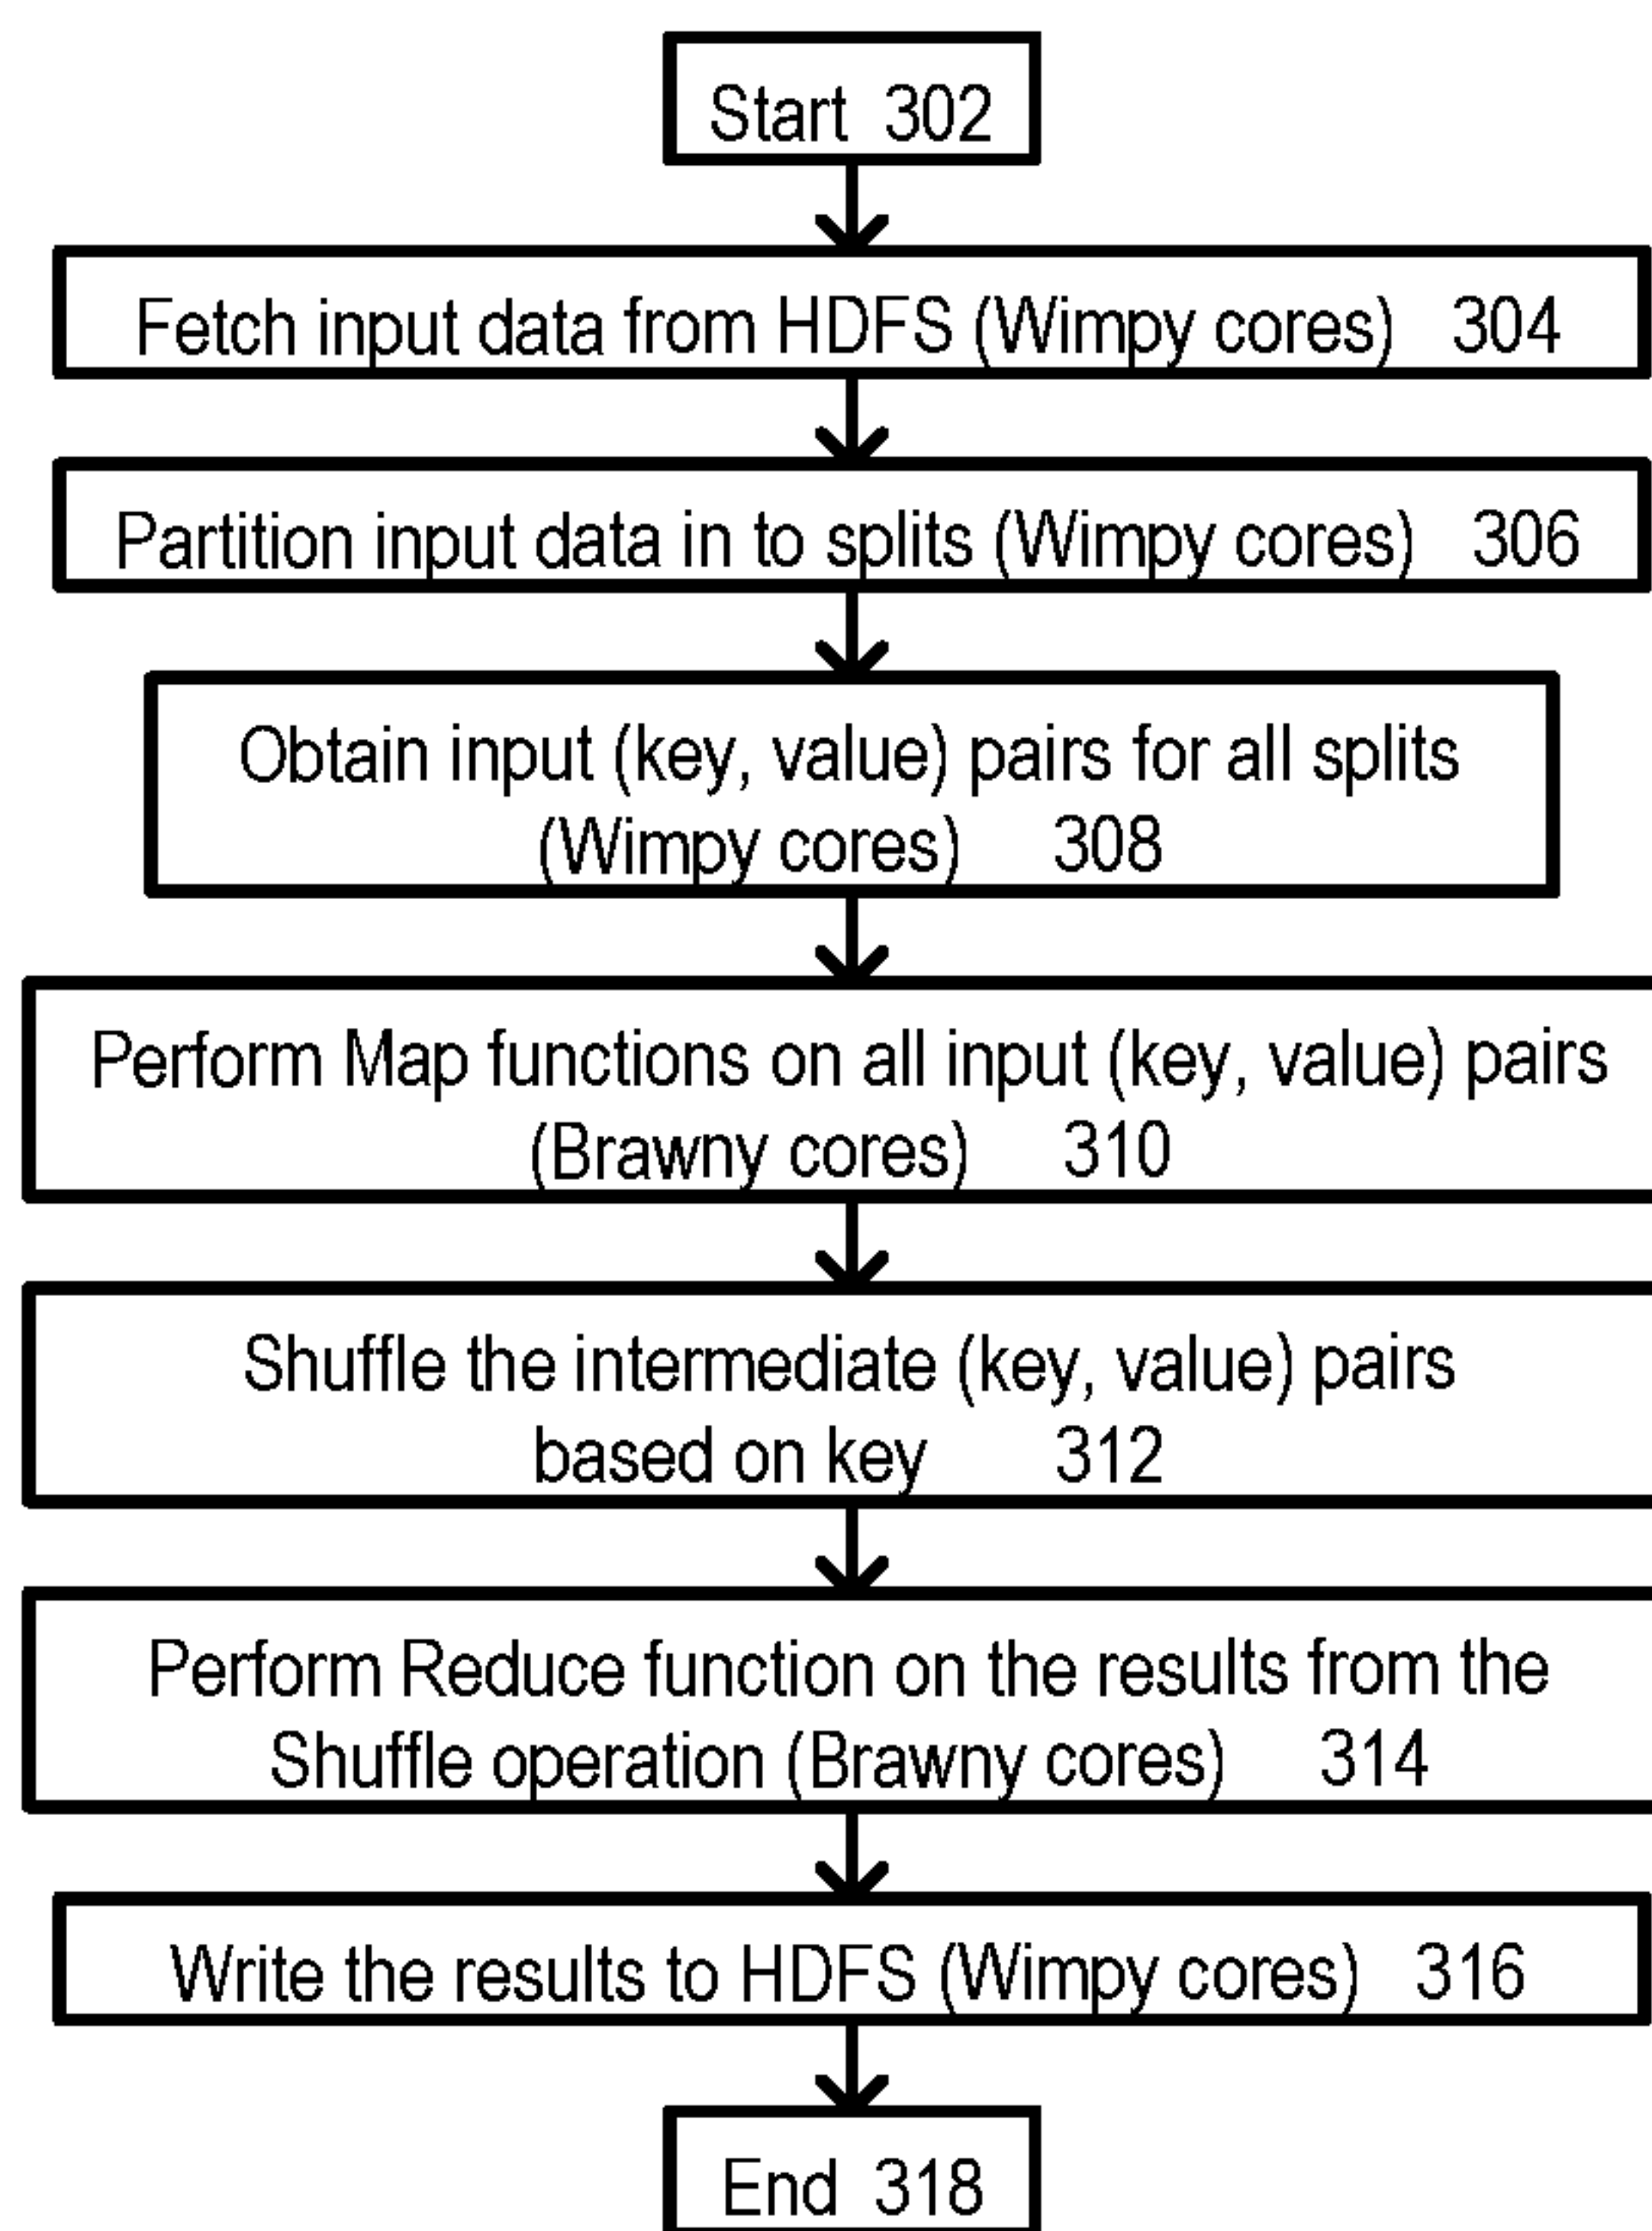 Start 302
Fetch input data from HDFS (Wimpy cores) 304
Partition input data in to splits (Wimpy cores) 306
Obtain input (key, value) pairs for all splits
(Wimpy cores) 308
Perform Map functions on all input (key, value) pairs
(Brawny cores) 310
Shuffle the intermediate (key, value) pairs
based on key 312
Perform Reduce function on the results from the
Shuffle operation (Brawny cores) 314
Write the results to HDFS (Wimpy cores) 316
End 318